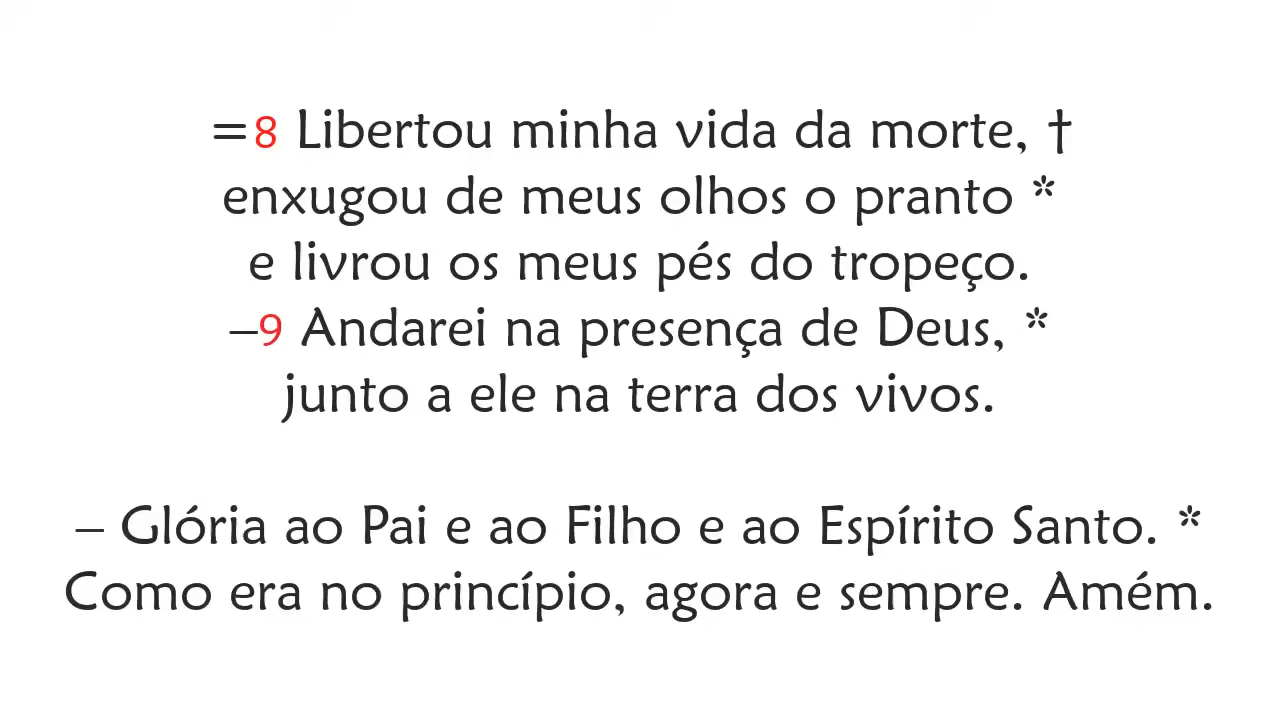 =8 Libertou minha vida da morte, †
enxugou de meus olhos o pranto *
e livrou os meus pés do tropeço.
–9 Andarei na presença de Deus, *
junto a ele na terra dos vivos.
– Glória ao Pai e ao Filho e ao Espírito Santo. *
Como era no princípio, agora e sempre. Amém.